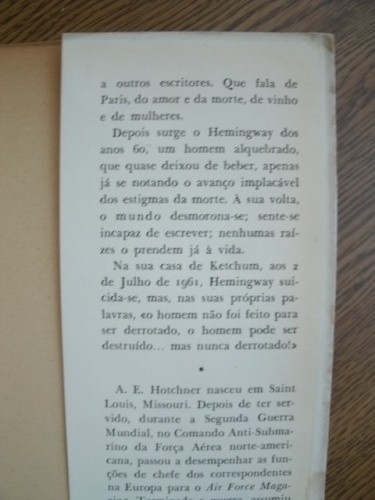 a outros escritores. Que fala de
Paris, do amor e da morte, de vinho
e de mulheres.
Depois surge o Hemingway dos
anos 60, um homem alquebrado,
que quase deixou de beber, apenas
já se notando o avanço implacável
dos estigmas da morte. À sua volta,
o mundo desmorona-se; sente-se
incapaz de escrever; nenhumas raí-
zes o prendem já à vida.
Na sua casa de Ketchum, aos 2
de Julho de 1961, Hemingway sui-
cida-se, mas, nas suas próprias pa-
lavras, «o homem não foi feito para
ser derrotado, o homem pode ser
destruído... mas nunca derrotado!»
*
A. E. Hotchner nasceu em Saint
Louis, Missouri. Depois de ter ser-
vido, durante a Segunda Guerra
Mundial, no Comando Anti-Subma-
rino da Força Aérea norte-ameri-
cana, passou a desempenhar as fun-
ções de chefe dos correspondentes
na Europa para o Air Force Maga-